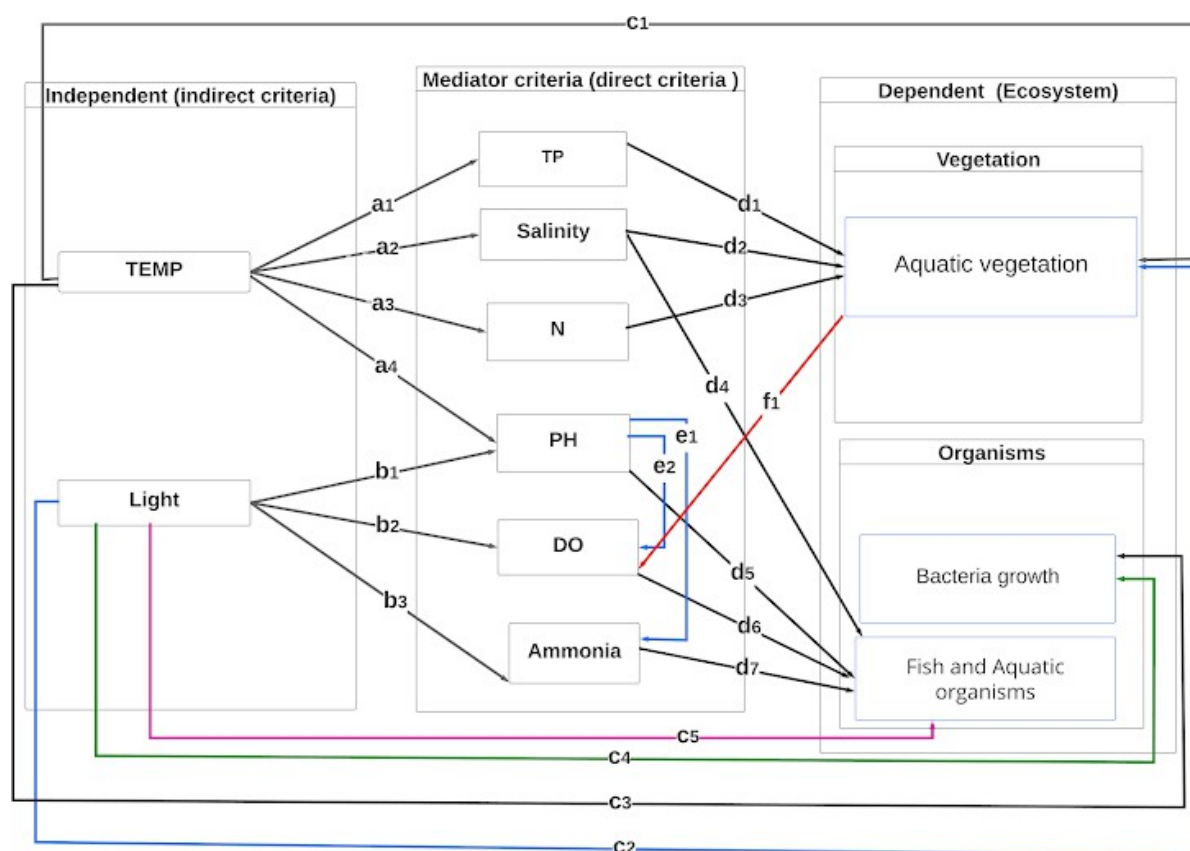 C1
Independent (indirect criteria)
Mediator criteria (direct criteria )
Dependent (Ecosystem)
Vegetation
TP
Salinity
N
PH
DO
Ammonia
TEMP
Light
Aquatic vegetation
Organisms
Bacteria growth
Fish and Aquatic
organisms
a1
a2
a3
a4
b1
b2
b3
d1
d2
d3
d4
f1
e1
e2
d5
d6
d7
C5
C4
C3
C2